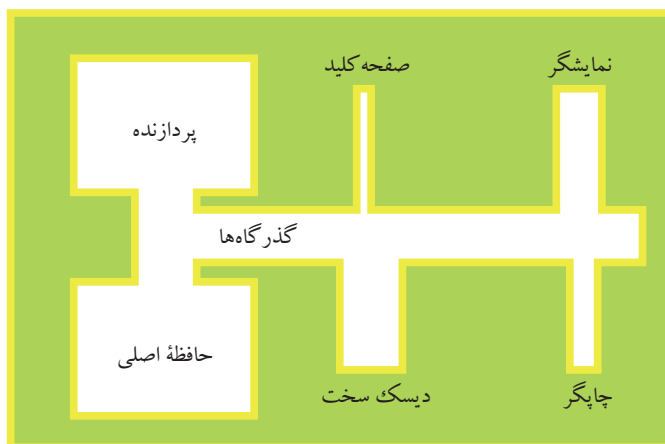 نمایشگر
صفحه کلید
پردازنده
گذرگاه‌ها
حافظهٔ اصلی
دیسک سخت
چاپگر